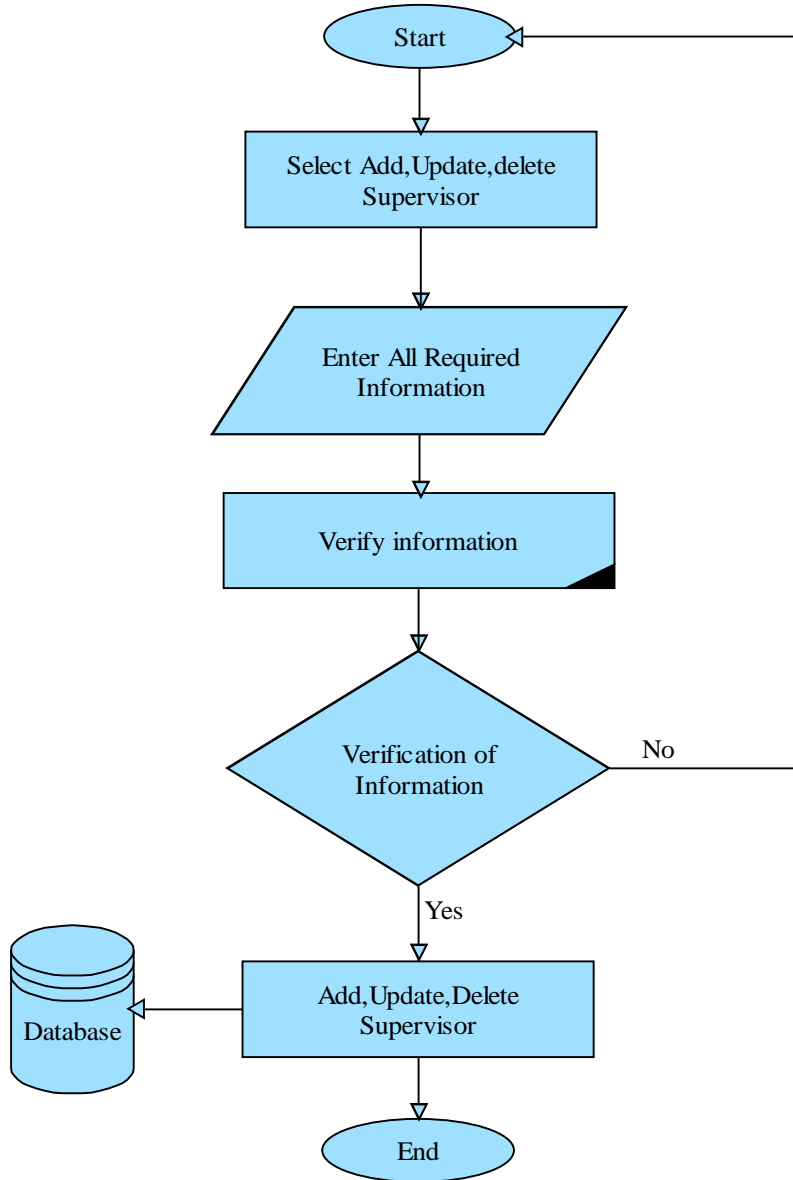 Start
Select Add,Update,delete
Supervisor
Enter All Required
Information
Verify information
Verification of
Information
No
Yes
Add,Update,Delete
Supervisor
Database
End